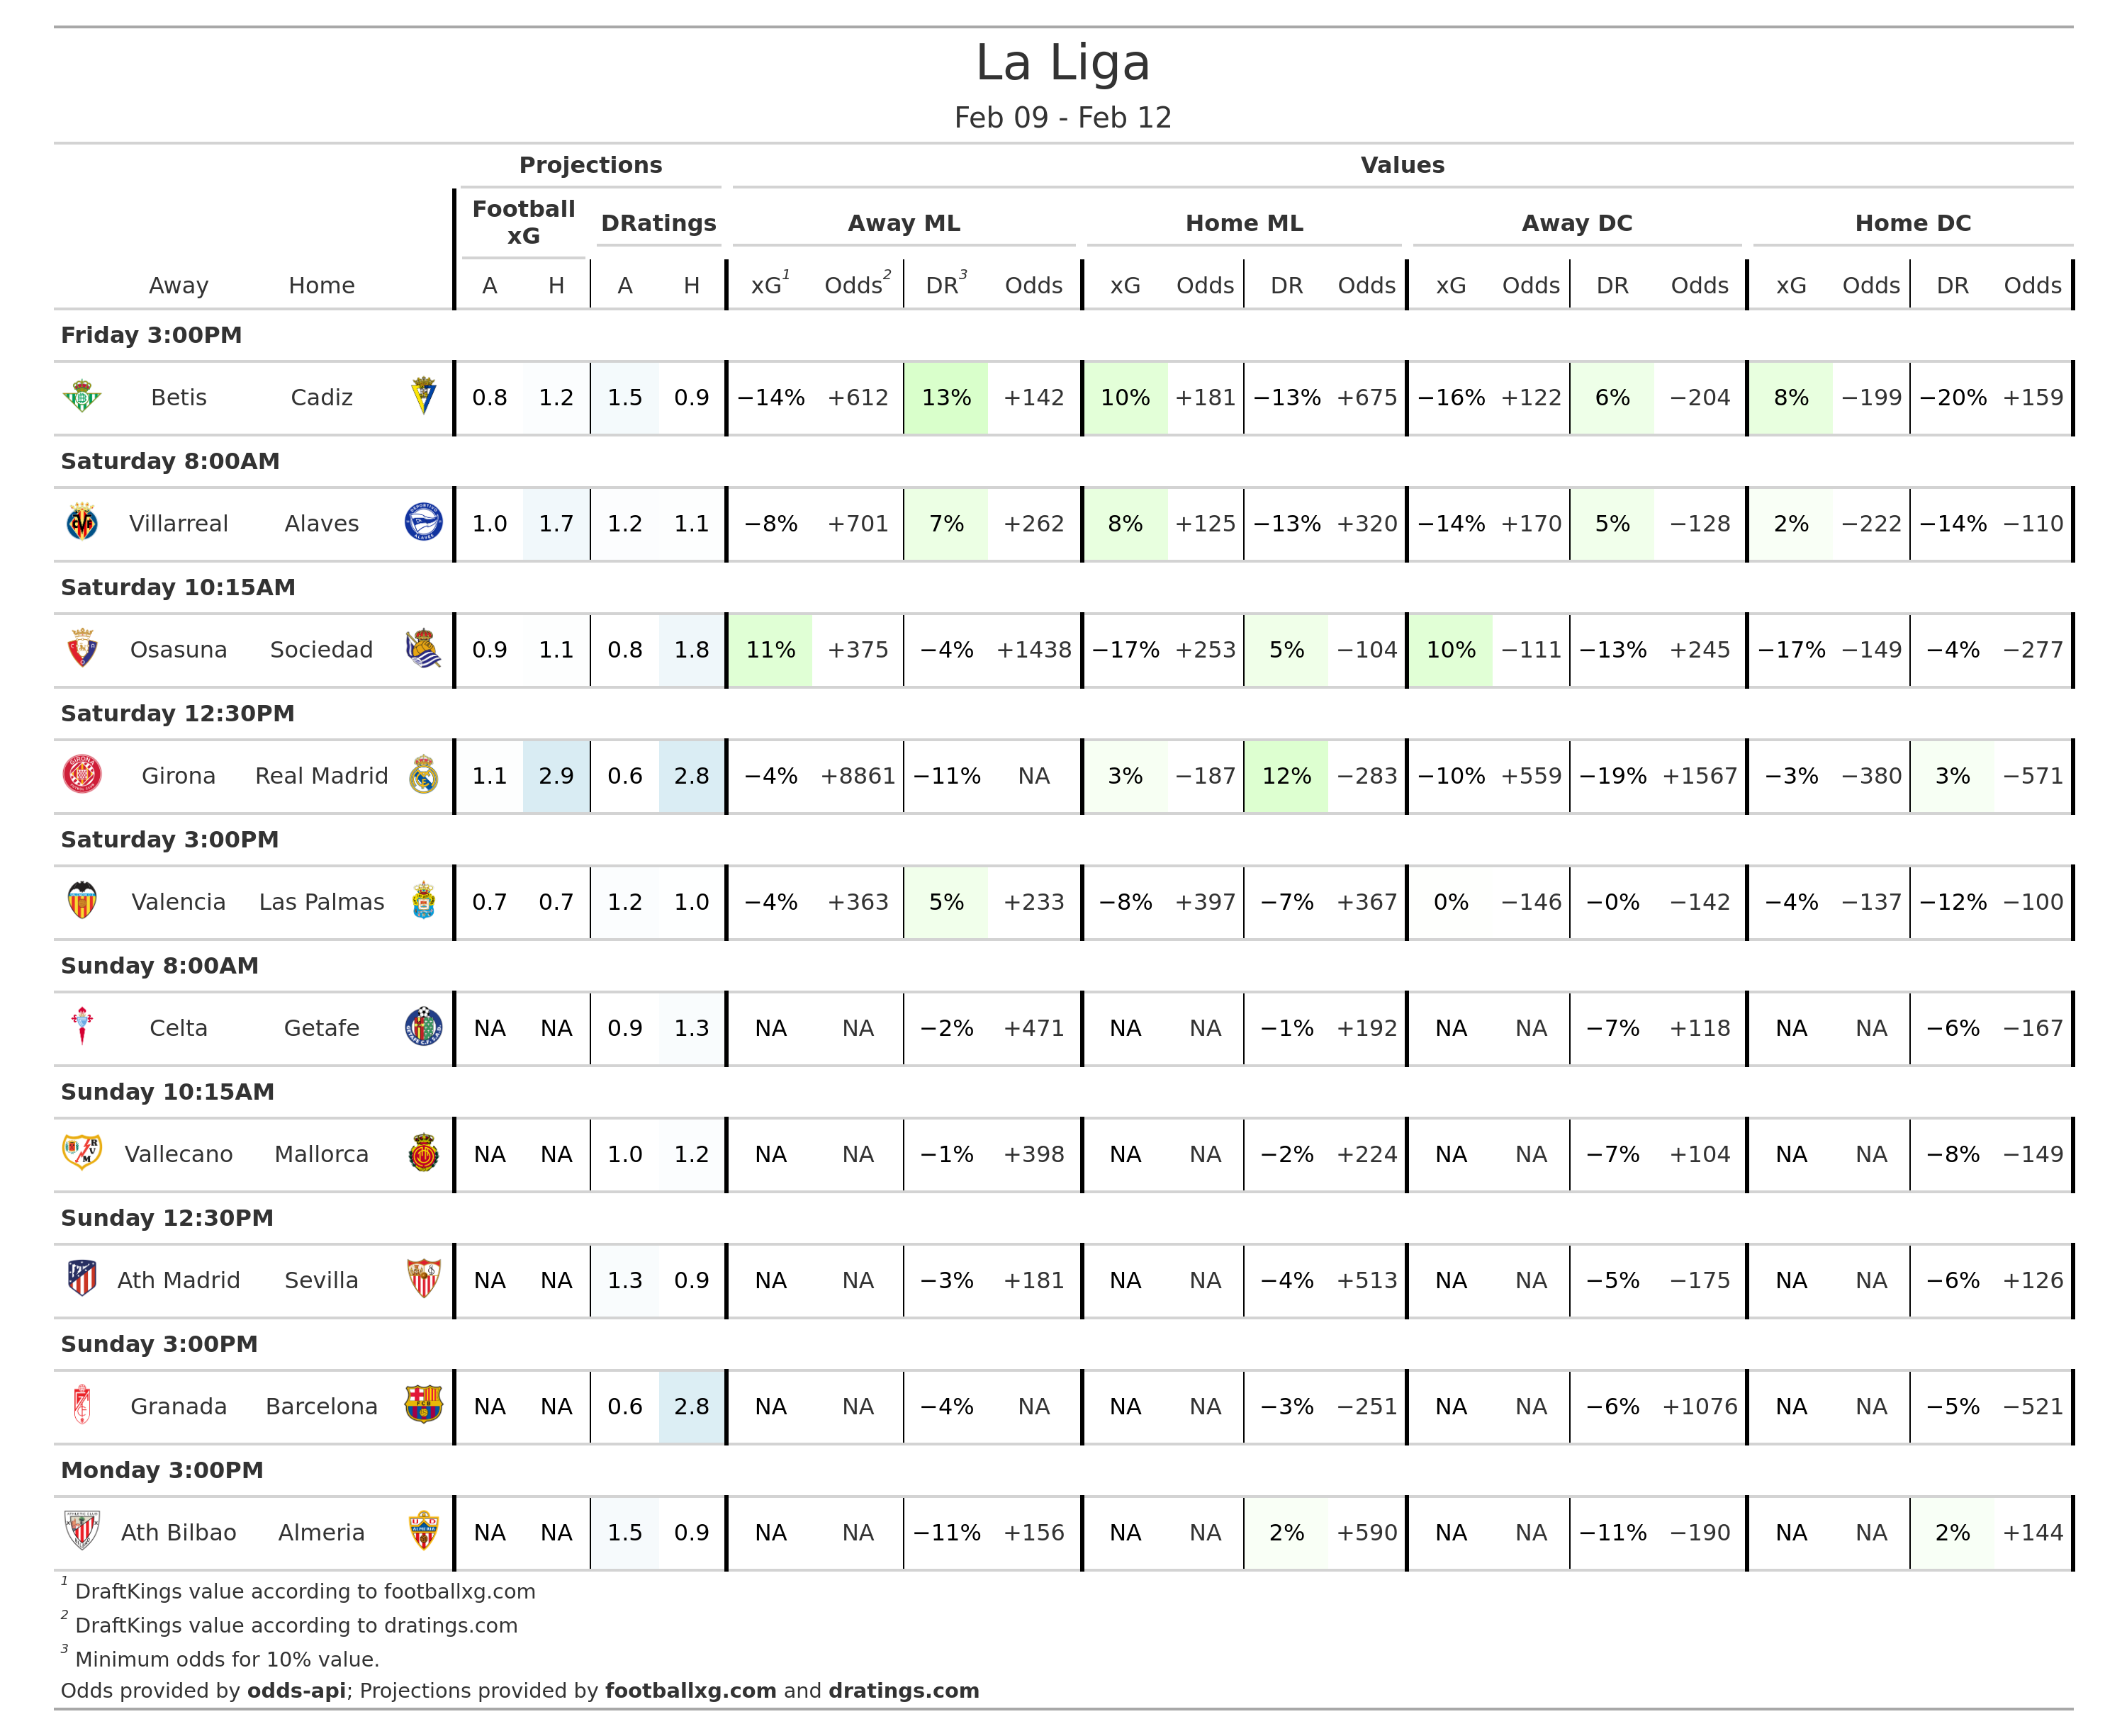 La Liga
Feb 09 - Feb 12
Projections Values
Football xG DRatings Away ML Home ML Away DC Home DC
Away Home A H A H xG1 Odds2 DR3 Odds xG Odds DR Odds xG Odds DR Odds xG Odds DR Odds
Friday 3:00PM
Betis Cadiz 0.8 1.2 1.5 0.9 −14% +612 13% +142 10% +181 −13% +675 −16% +122 6% −204 8% −199 −20% +159
Saturday 8:00AM
Villarreal Alaves 1.0 1.7 1.2 1.1 −8% +701 7% +262 8% +125 −13% +320 −14% +170 5% −128 2% −222 −14% −110
Saturday 10:15AM
Osasuna Sociedad 0.9 1.1 0.8 1.8 11% +375 −4% +1438 −17% +253 5% −104 10% −111 −13% +245 −17% −149 −4% −277
Saturday 12:30PM
Girona Real Madrid 1.1 2.9 0.6 2.8 −4% +8861 −11% NA 3% −187 12% −283 −10% +559 −19% +1567 −3% −380 3% −571
Saturday 3:00PM
Valencia Las Palmas 0.7 0.7 1.2 1.0 −4% +363 5% +233 −8% +397 −7% +367 0% −146 −0% −142 −4% −137 −12% −100
Sunday 8:00AM
Celta Getafe NA NA 0.9 1.3 NA NA −2% +471 NA NA −1% +192 NA NA −7% +118 NA NA −6% −167
Sunday 10:15AM
Vallecano Mallorca NA NA 1.0 1.2 NA NA −1% +398 NA NA −2% +224 NA NA −7% +104 NA NA −8% −149
Sunday 12:30PM
Ath Madrid Sevilla NA NA 1.3 0.9 NA NA −3% +181 NA NA −4% +513 NA NA −5% −175 NA NA −6% +126
Sunday 3:00PM
Granada Barcelona NA NA 0.6 2.8 NA NA −4% NA NA NA −3% −251 NA NA −6% +1076 NA NA −5% −521
Monday 3:00PM
Ath Bilbao Almeria NA NA 1.5 0.9 NA NA −11% +156 NA NA 2% +590 NA NA −11% −190 NA NA 2% +144
1 DraftKings value according to footballxg.com
2 DraftKings value according to dratings.com
3 Minimum odds for 10% value.
Odds provided by odds-api; Projections provided by footballxg.com and dratings.com